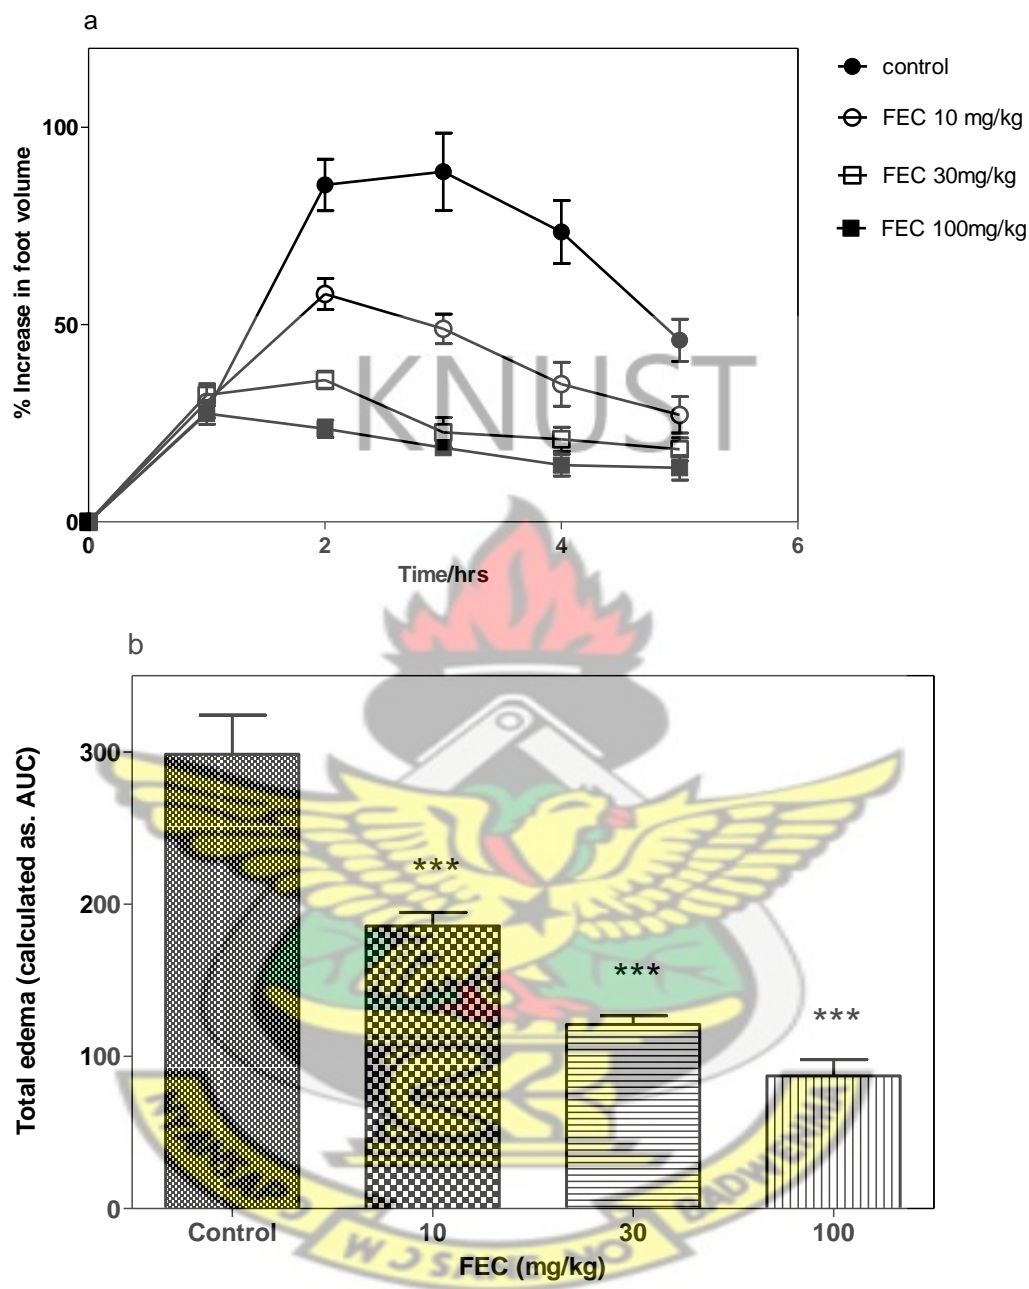 a
100
50
0
% Increase in foot volume
0 2 4 6
Time/hrs
control
FEC 10 mg/kg
FEC 30mg/kg
FEC 100mg/kg
KNUST
b
300
200
100
0
Total edema (calculated as. AUC)
***
***
***
Control 10 30 100
FEC (mg/kg)
BADWENMA